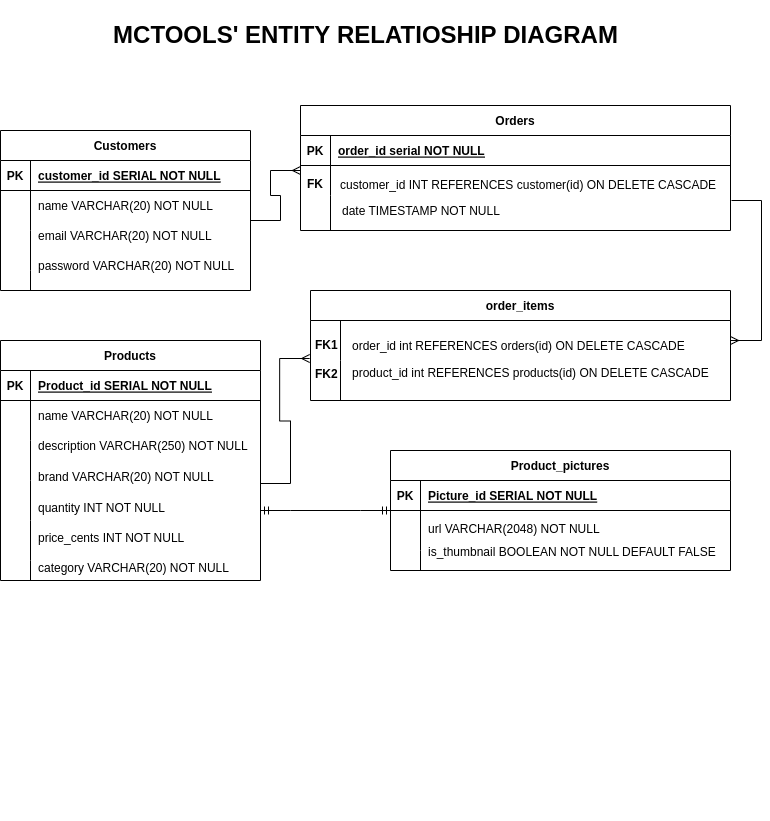 MCTOOLS' ENTITY RELATIOSHIP DIAGRAM
Orders
PK order_id serial NOT NULL
FK customer_id INT REFERENCES customer(id) ON DELETE CASCADE
date TIMESTAMP NOT NULL
Customers
PK customer_id SERIAL NOT NULL
name VARCHAR(20) NOT NULL
email VARCHAR(20) NOT NULL
password VARCHAR(20) NOT NULL
order_items
FK1 order_id int REFERENCES orders(id) ON DELETE CASCADE
FK2 product_id int REFERENCES products(id) ON DELETE CASCADE
Products
PK Product_id SERIAL NOT NULL
name VARCHAR(20) NOT NULL
description VARCHAR(250) NOT NULL
brand VARCHAR(20) NOT NULL
quantity INT NOT NULL
price_cents INT NOT NULL
category VARCHAR(20) NOT NULL
Product_pictures
PK Picture_id SERIAL NOT NULL
url VARCHAR(2048) NOT NULL
is_thumbnail BOOLEAN NOT NULL DEFAULT FALSE